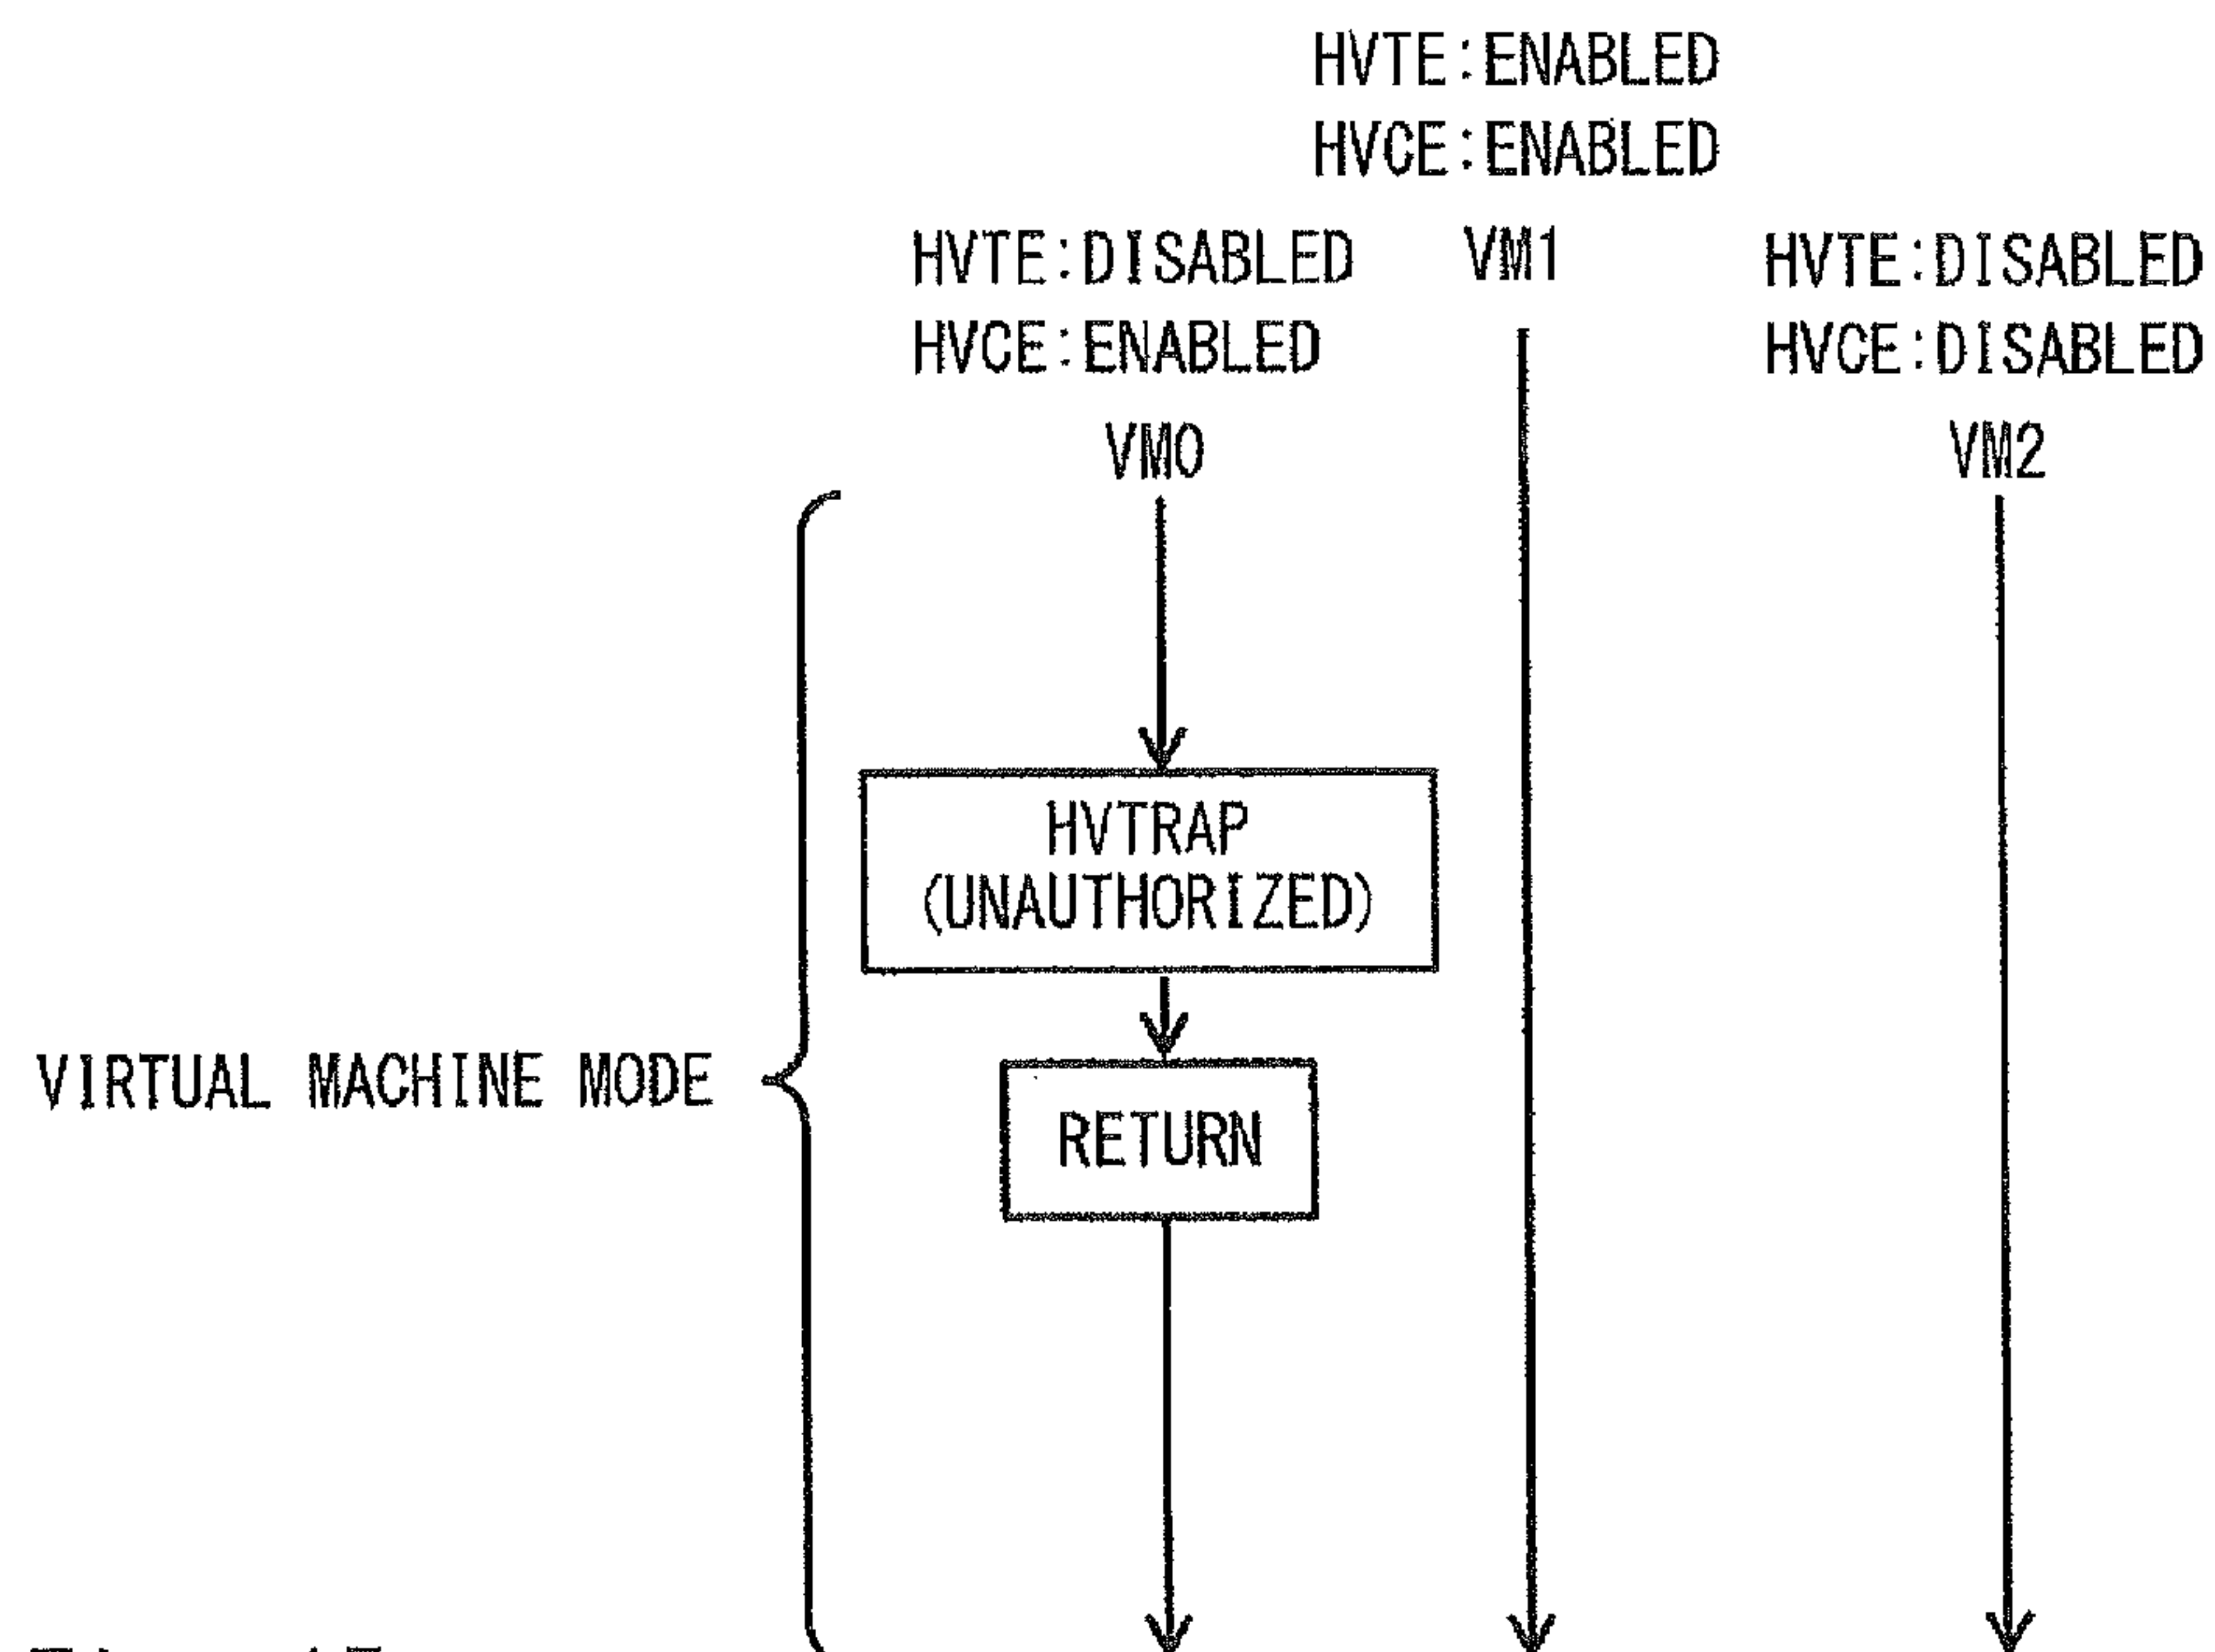 HVTE:ENABLED
HVCE:ENABLED
VM1
HVTE:DISABLED
HVCE:ENABLED
VM0
HVTE:DISABLED
HVCE:DISABLED
VM2
HVTRAP
(UNAUTHORIZED)
RETURN
VIRTUAL MACHINE MODE